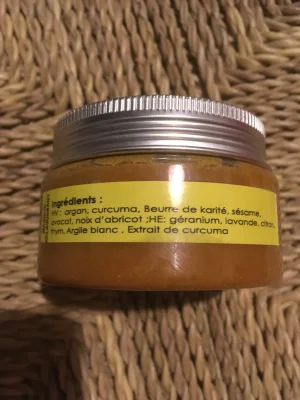 Ingrédients :
HV : argan, curcuma, Beurre de karité, sésame,
avocat, noix d'abricot ;HE: géranium, lavande, citron,
thym, Argile blanc , Extrait de curcuma